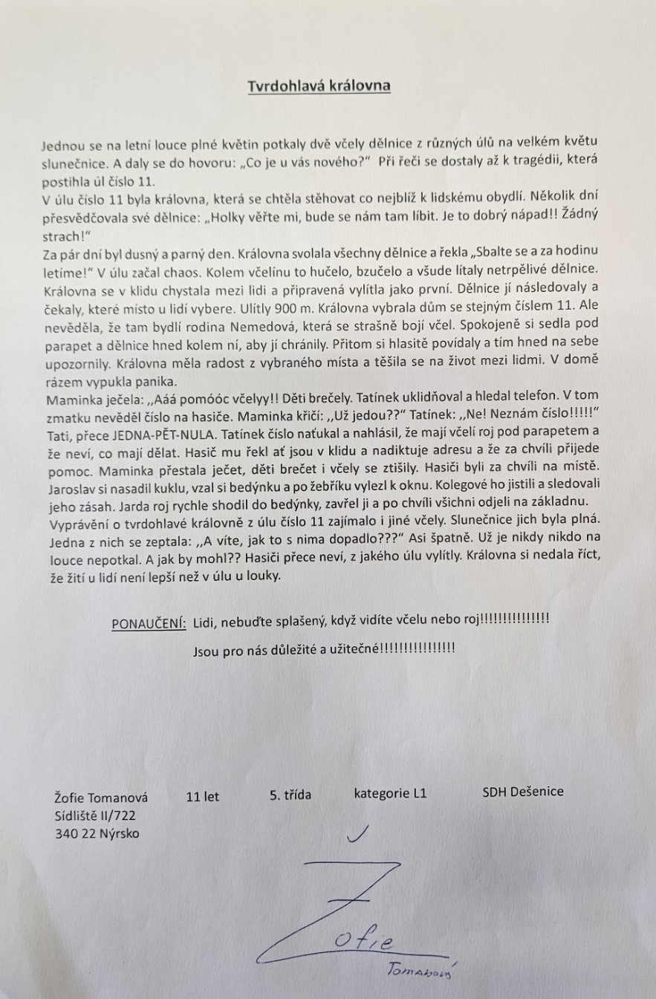 Tvrdohlavá královna
Jednou se na letní louce plné květin potkaly dvě včely dělnice z různých úlů na velkém květu
slunečnice. A daly se do hovoru: „Co je u vás nového?“ Při řeči se dostaly až k tragédii, která
postihla úl číslo 11.
V úlu číslo 11 byla královna, která se chtěla stěhovat co nejblíž k lidskému obydlí. Několik dní
přesvědčovala své dělnice: „Holky věřte mi, bude se nám tam líbit. Je to dobrý nápad!! Žádný
strach!“
Za pár dní byl dusný a parný den. Královna svolala všechny dělnice a řekla „Sbalte se a za hodinu
letíme!“ V úlu začal chaos. Kolem včelínu to hučelo, bzučelo a všude lítaly netrpělivé dělnice.
Královna se v klidu chystala mezi lidi a připravená vylítla jako první. Dělnice jí následovaly a
čekaly, které místo u lidí vybere. Ulítly 900 m. Královna vybrala dům se stejným číslem 11. Ale
nevěděla, že tam bydlí rodina Nemedová, která se strašně bojí včel. Spokojeně si sedla pod
parapet a dělnice hned kolem ní, aby jí chránily. Přitom si hlasitě povídaly a tím hned na sebe
upozornily. Královna měla radost z vybraného místa a těšila se na život mezi lidmi. V domě
rázem vypukla panika.
Maminka ječela: ,,Aáá pomóóc včelyy!! Děti brečely. Tatínek uklidňoval a hledal telefon. V tom
zmatku nevěděl číslo na hasiče. Maminka křičí: ,,Už jedou??“ Tatínek: ,,Ne! Neznám číslo!!!!!“
Tati, přece JEDNA-PĚT-NULA. Tatínek číslo naťukal a nahlásil, že mají včelí roj pod parapetem a
že neví, co mají dělat. Hasič mu řekl ať jsou v klidu a nadiktuje adresu a že za chvíli přijede
pomoc. Maminka přestala ječet, děti brečet i včely se ztišily. Hasiči byli za chvíli na místě.
Jaroslav si nasadil kuklu, vzal si bedýnku a po žebříku vylezl k oknu. Kolegové ho jistili a sledovali
jeho zásah. Jarda roj rychle shodil do bedýnky, zavřel ji a po chvíli všichni odjeli na základnu.
Vyprávění o tvrdohlavé královně z úlu číslo 11 zajímalo i jiné včely. Slunečnice jich byla plná.
Jedna z nich se zeptala: ,,A víte, jak to s nima dopadlo???“ Asi špatně. Už je nikdy nikdo na
louce nepotkal. A jak by mohl?? Hasiči přece neví, z jakého úlu vylítly. Královna si nedala říct,
že žití u lidí není lepší než v úlu u louky.
PONAUČENÍ: Lidi, nebuďte splašený, když vidíte včelu nebo roj!!!!!!!!!!!!!!!
Jsou pro nás důležité a užitečné!!!!!!!!!!!!!!!!
Žofie Tomanová 11 let 5. třída kategorie L1 SDH Dešenice
Sídliště II/722
340 22 Nýrsko
Žofie
Tomanová